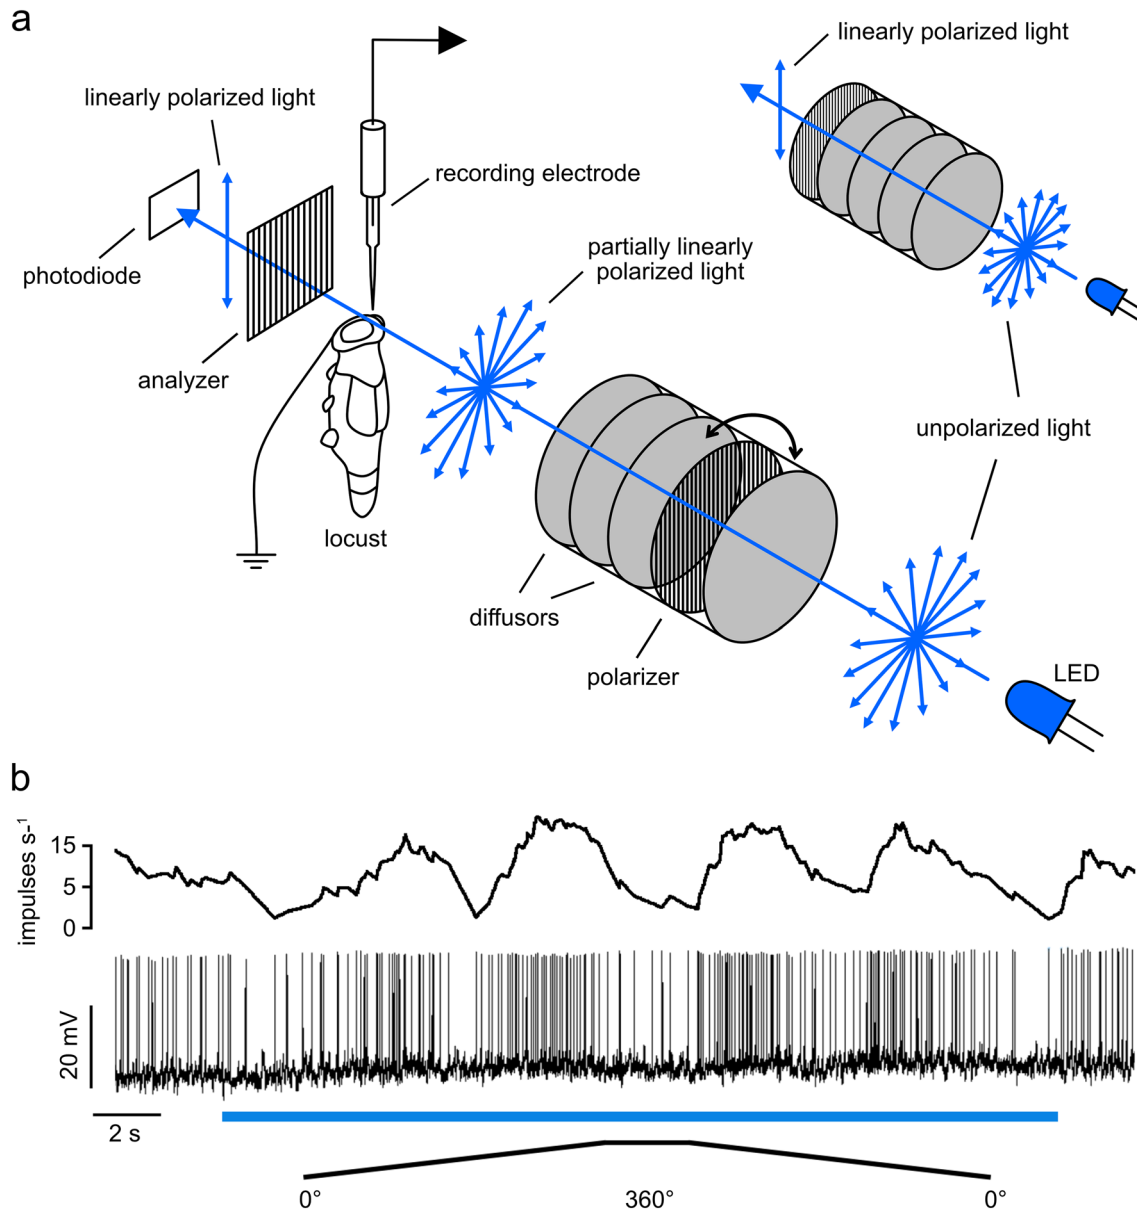 a
linearly polarized light
linearly polarized light
recording electrode
partially linearly
polarized light
photodiode
analyzer
unpolarized light
locust
diffusors
polarizer
LED
b
impulses s-1
15
5
0
20 mV
2 s
0°
360°
0°